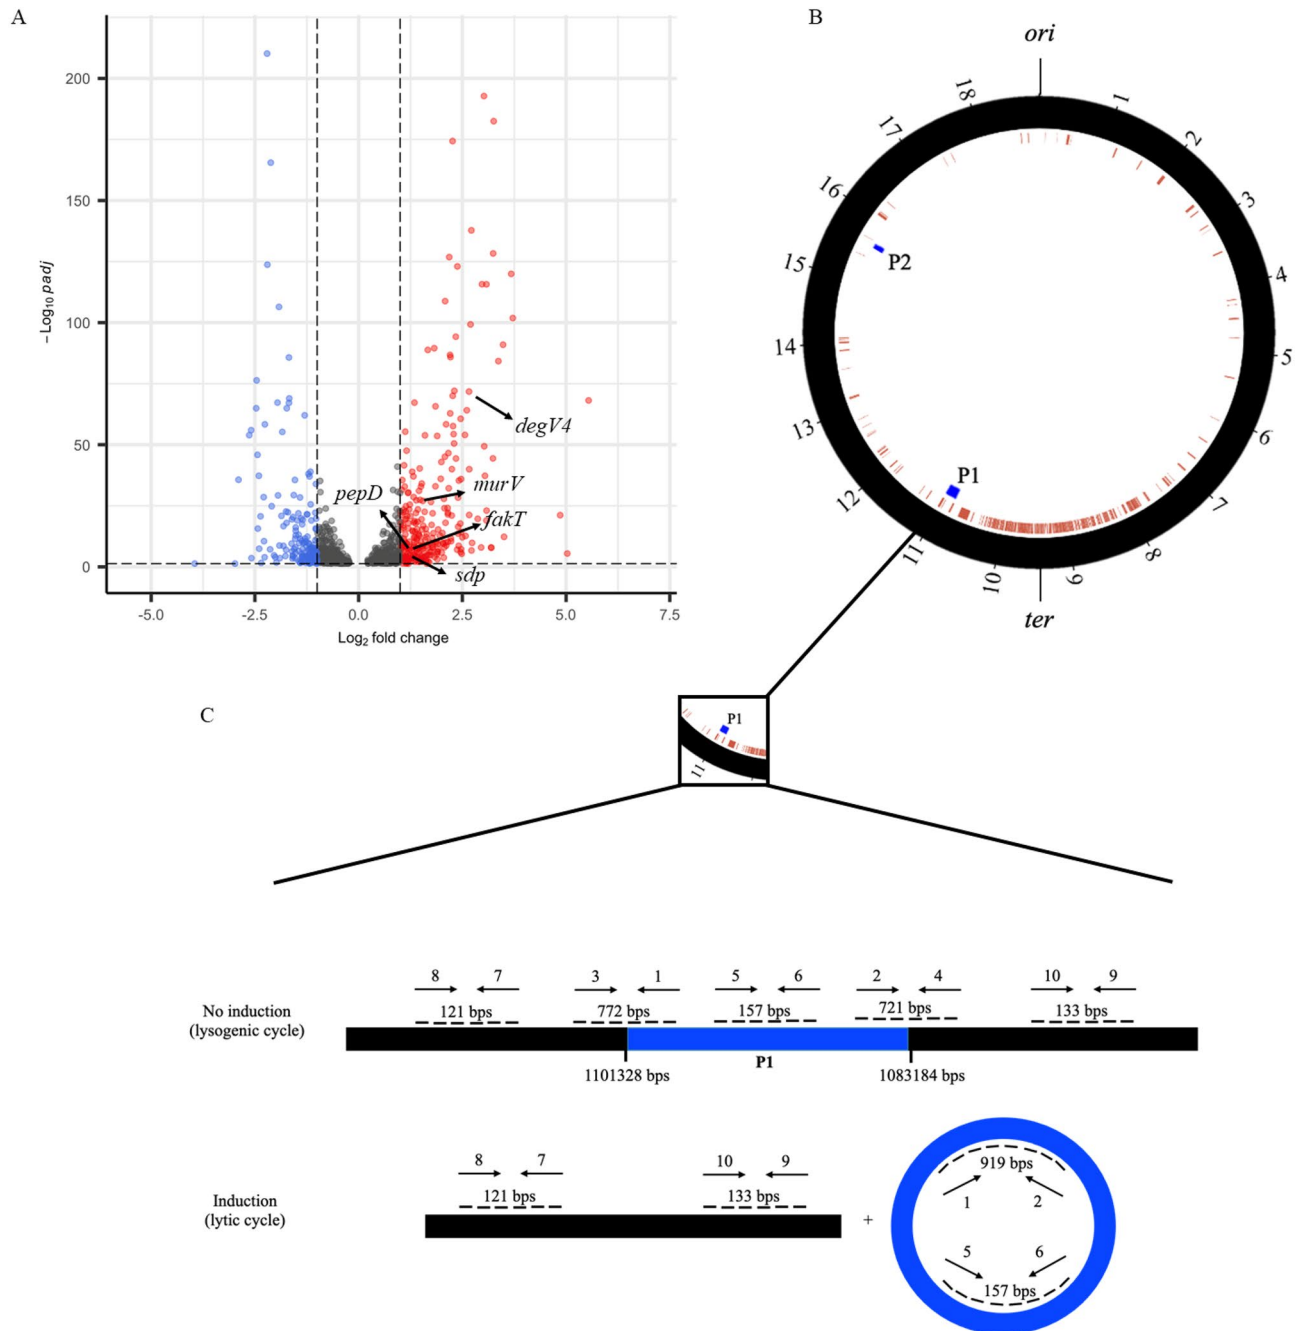 A
200
150
100
50
0
−Log10 padj
-5.0
-2.5
0.0
2.5
5.0
7.5
Log2 fold change
degV4
murV
pepD
fakT
sdp
B
ori
1
2
3
4
5
6
7
8
9
10
11
12
13
14
15
16
17
18
P2
P1
ter
C
P1
11
8 7 3 1 5 6 2 4 10 9
No induction
(lysogenic cycle)
121 bps 772 bps 157 bps 721 bps 133 bps
P1
1101328 bps 1083184 bps
8 7 10 9
Induction
(lytic cycle)
121 bps 133 bps
+
919 bps
1 2
5 6
157 bps